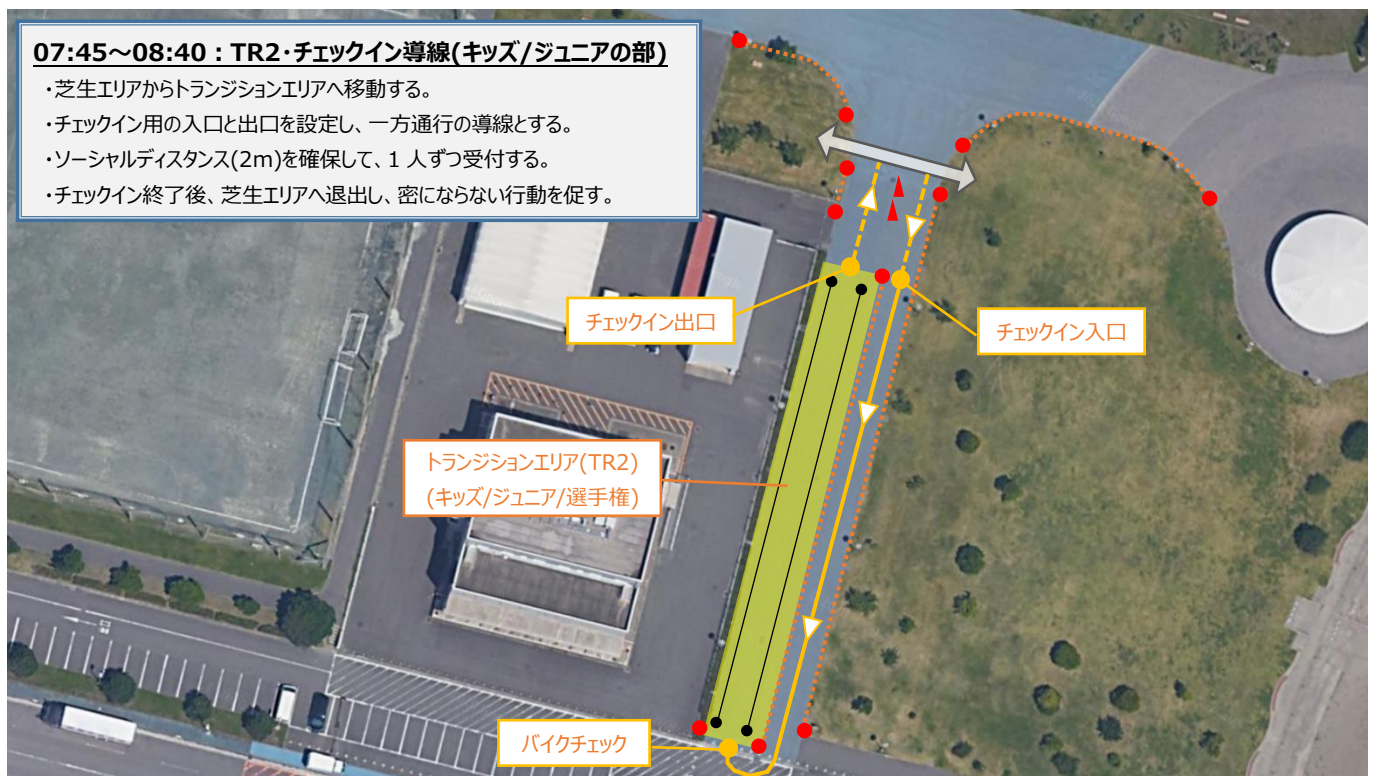 07:45～08:40：TR2・チェックイン導線(キッズ/ジュニアの部)
・芝生エリアからトランジションエリアへ移動する。
・チェックイン用の入口と出口を設定し、一方通行の導線とする。
・ソーシャルディスタンス(2m)を確保して、1 人ずつ受付する。
・チェックイン終了後、芝生エリアへ退出し、密にならない行動を促す。
チェックイン出口
チェックイン入口
トランジションエリア(TR2)
(キッズ/ジュニア/選手権)
バイクチェック